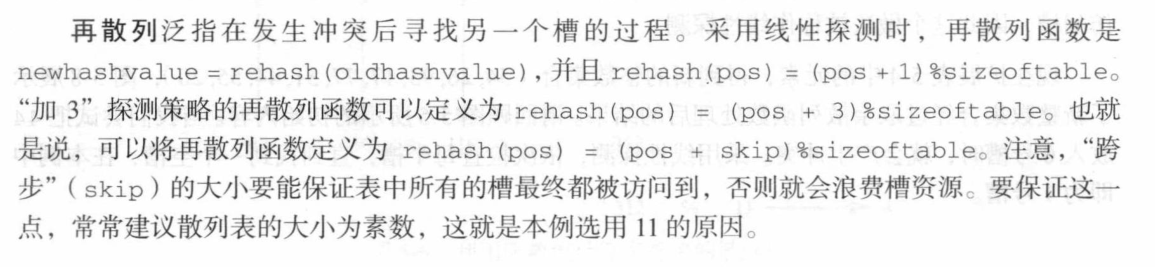 再散列泛指在发生冲突后寻找另一个槽的过程。采用线性探测时，再散列函数是
newhashvalue = rehash(oldhashvalue)，并且 rehash(pos) = (pos + 1)%sizeoftable。
“加 3”探测策略的再散列函数可以定义为 rehash(pos) = (pos + 3)%sizeoftable。也就
是说，可以将再散列函数定义为 rehash(pos) = (pos + skip)%sizeoftable。注意，“跨
步”（skip）的大小要能保证表中所有的槽最终都被访问到，否则就会浪费槽资源。要保证这一
点，常常建议散列表的大小为素数，这就是本例选用 11 的原因。